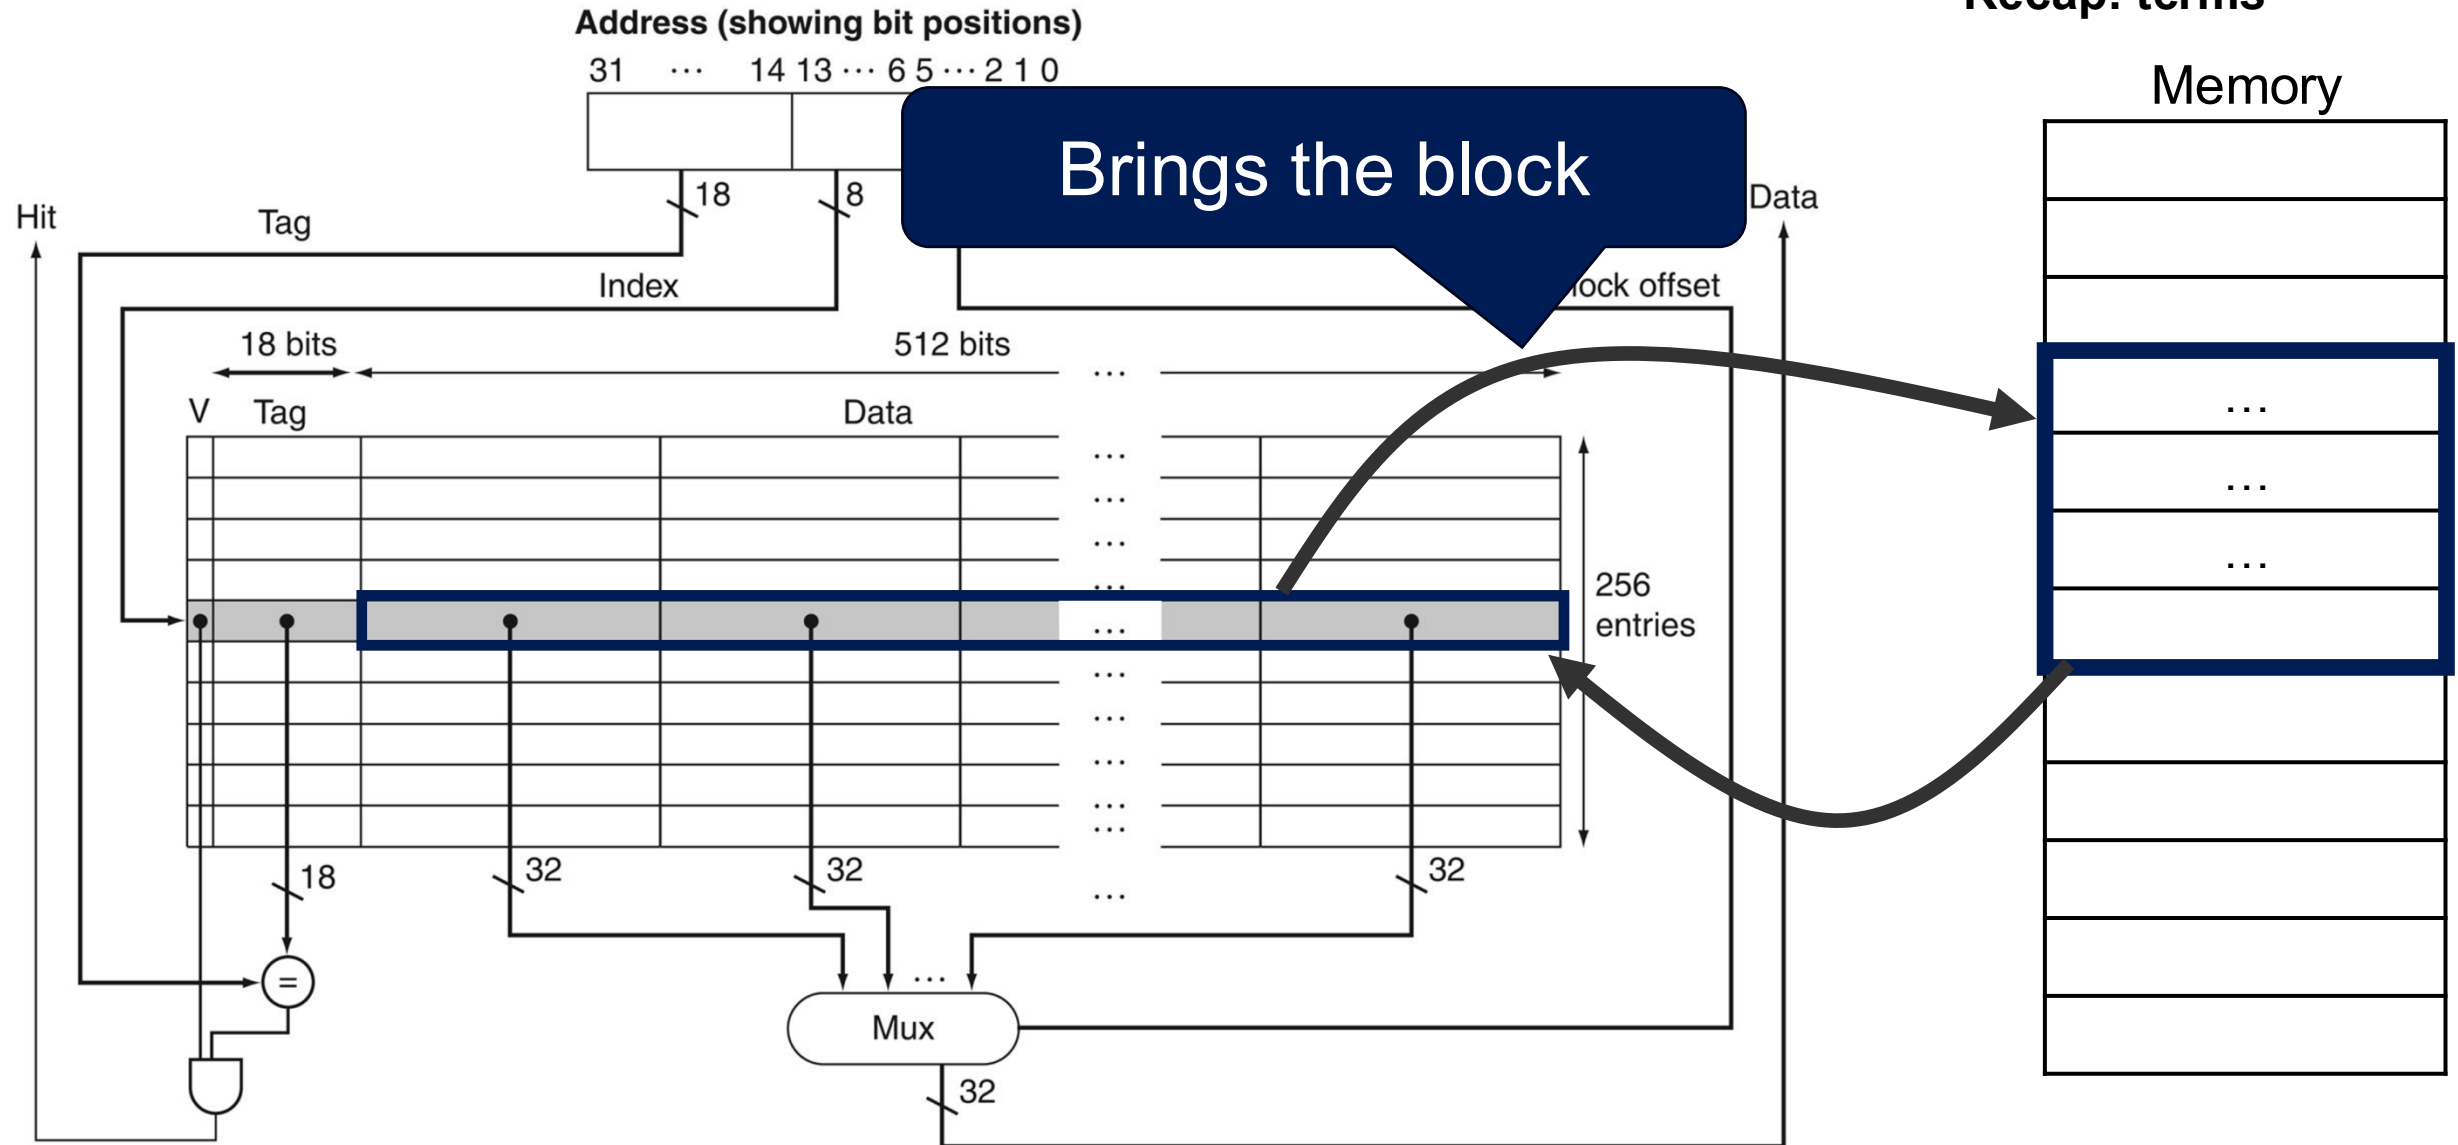 Recap: terms
Address (showing bit positions)
31 ... 14 13 ... 6 5 ... 2 1 0
Memory
Brings the block
18
8
Data
Hit
Tag
Index
lock offset
18 bits
512 bits
...
V
Tag
Data
...
...
...
...
...
...
...
...
256
entries
...
...
...
...
...
...
18
32
32
32
...
=
...
Mux
32